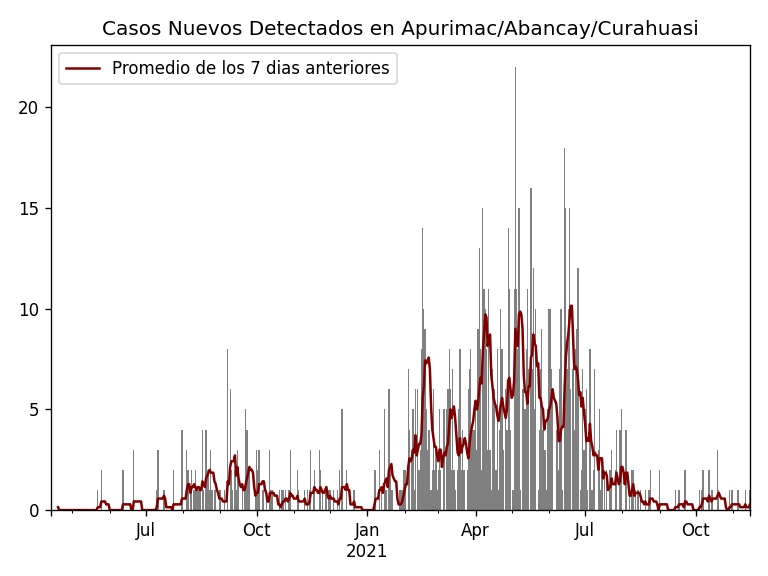 Casos Nuevos Detectados en Apurimac/Abancay/Curahuasi
Promedio de los 7 dias anteriores
20
15
10
5
0
Jul Oct Jan Apr Jul Oct
2021